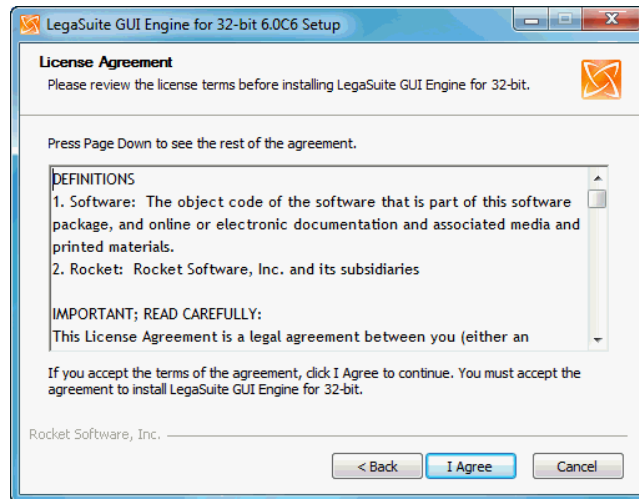 LegaSuite GUI Engine for 32-bit 6.0C6 Setup
License Agreement
Please review the license terms before installing LegaSuite GUI Engine for 32-bit.
Press Page Down to see the rest of the agreement.
DEFINITIONS
1. Software:  The object code of the software that is part of this software
package, and online or electronic documentation and associated media and
printed materials.
2. Rocket:  Rocket Software, Inc. and its subsidiaries
IMPORTANT; READ CAREFULLY:
This License Agreement is a legal agreement between you (either an
If you accept the terms of the agreement, click I Agree to continue. You must accept the
agreement to install LegaSuite GUI Engine for 32-bit.
Rocket Software, Inc.
< Back
I Agree
Cancel